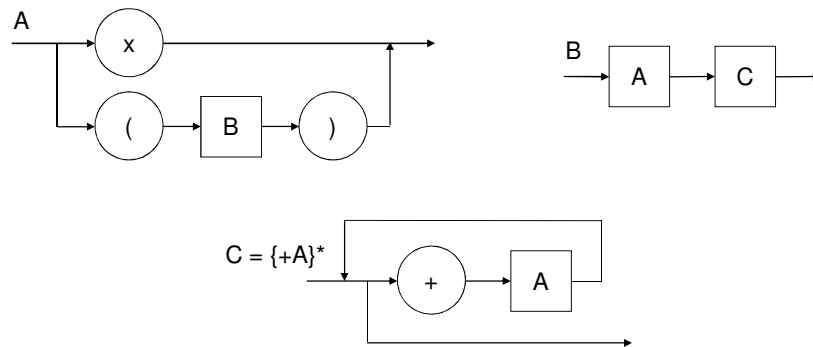 A
x
( B )
B
A C
C = {+A}*
+ A